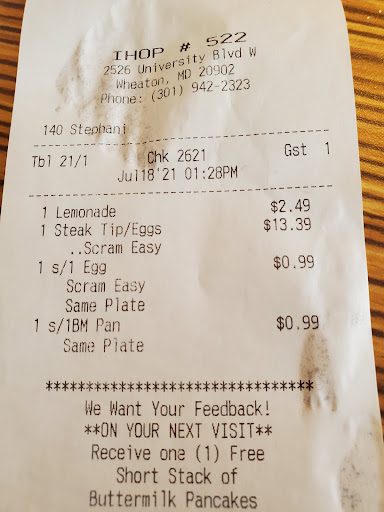 IHOP # 522
2526 University Blvd W
Wheaton, MD 20902
Phone: (301) 942-2323
140 Stephani
Tbl 21/1 Chk 2621 Gst 1
Jul18'21 01:28PM
1 Lemonade $2.49
1 Steak Tip/Eggs $13.39
..Scram Easy
1 s/1 Egg $0.99
Scram Easy
Same Plate
1 s/1BM Pan $0.99
Same Plate
********************************
We Want Your Feedback!
**ON YOUR NEXT VISIT**
Receive one (1) Free
Short Stack of
Buttermilk Pancakes